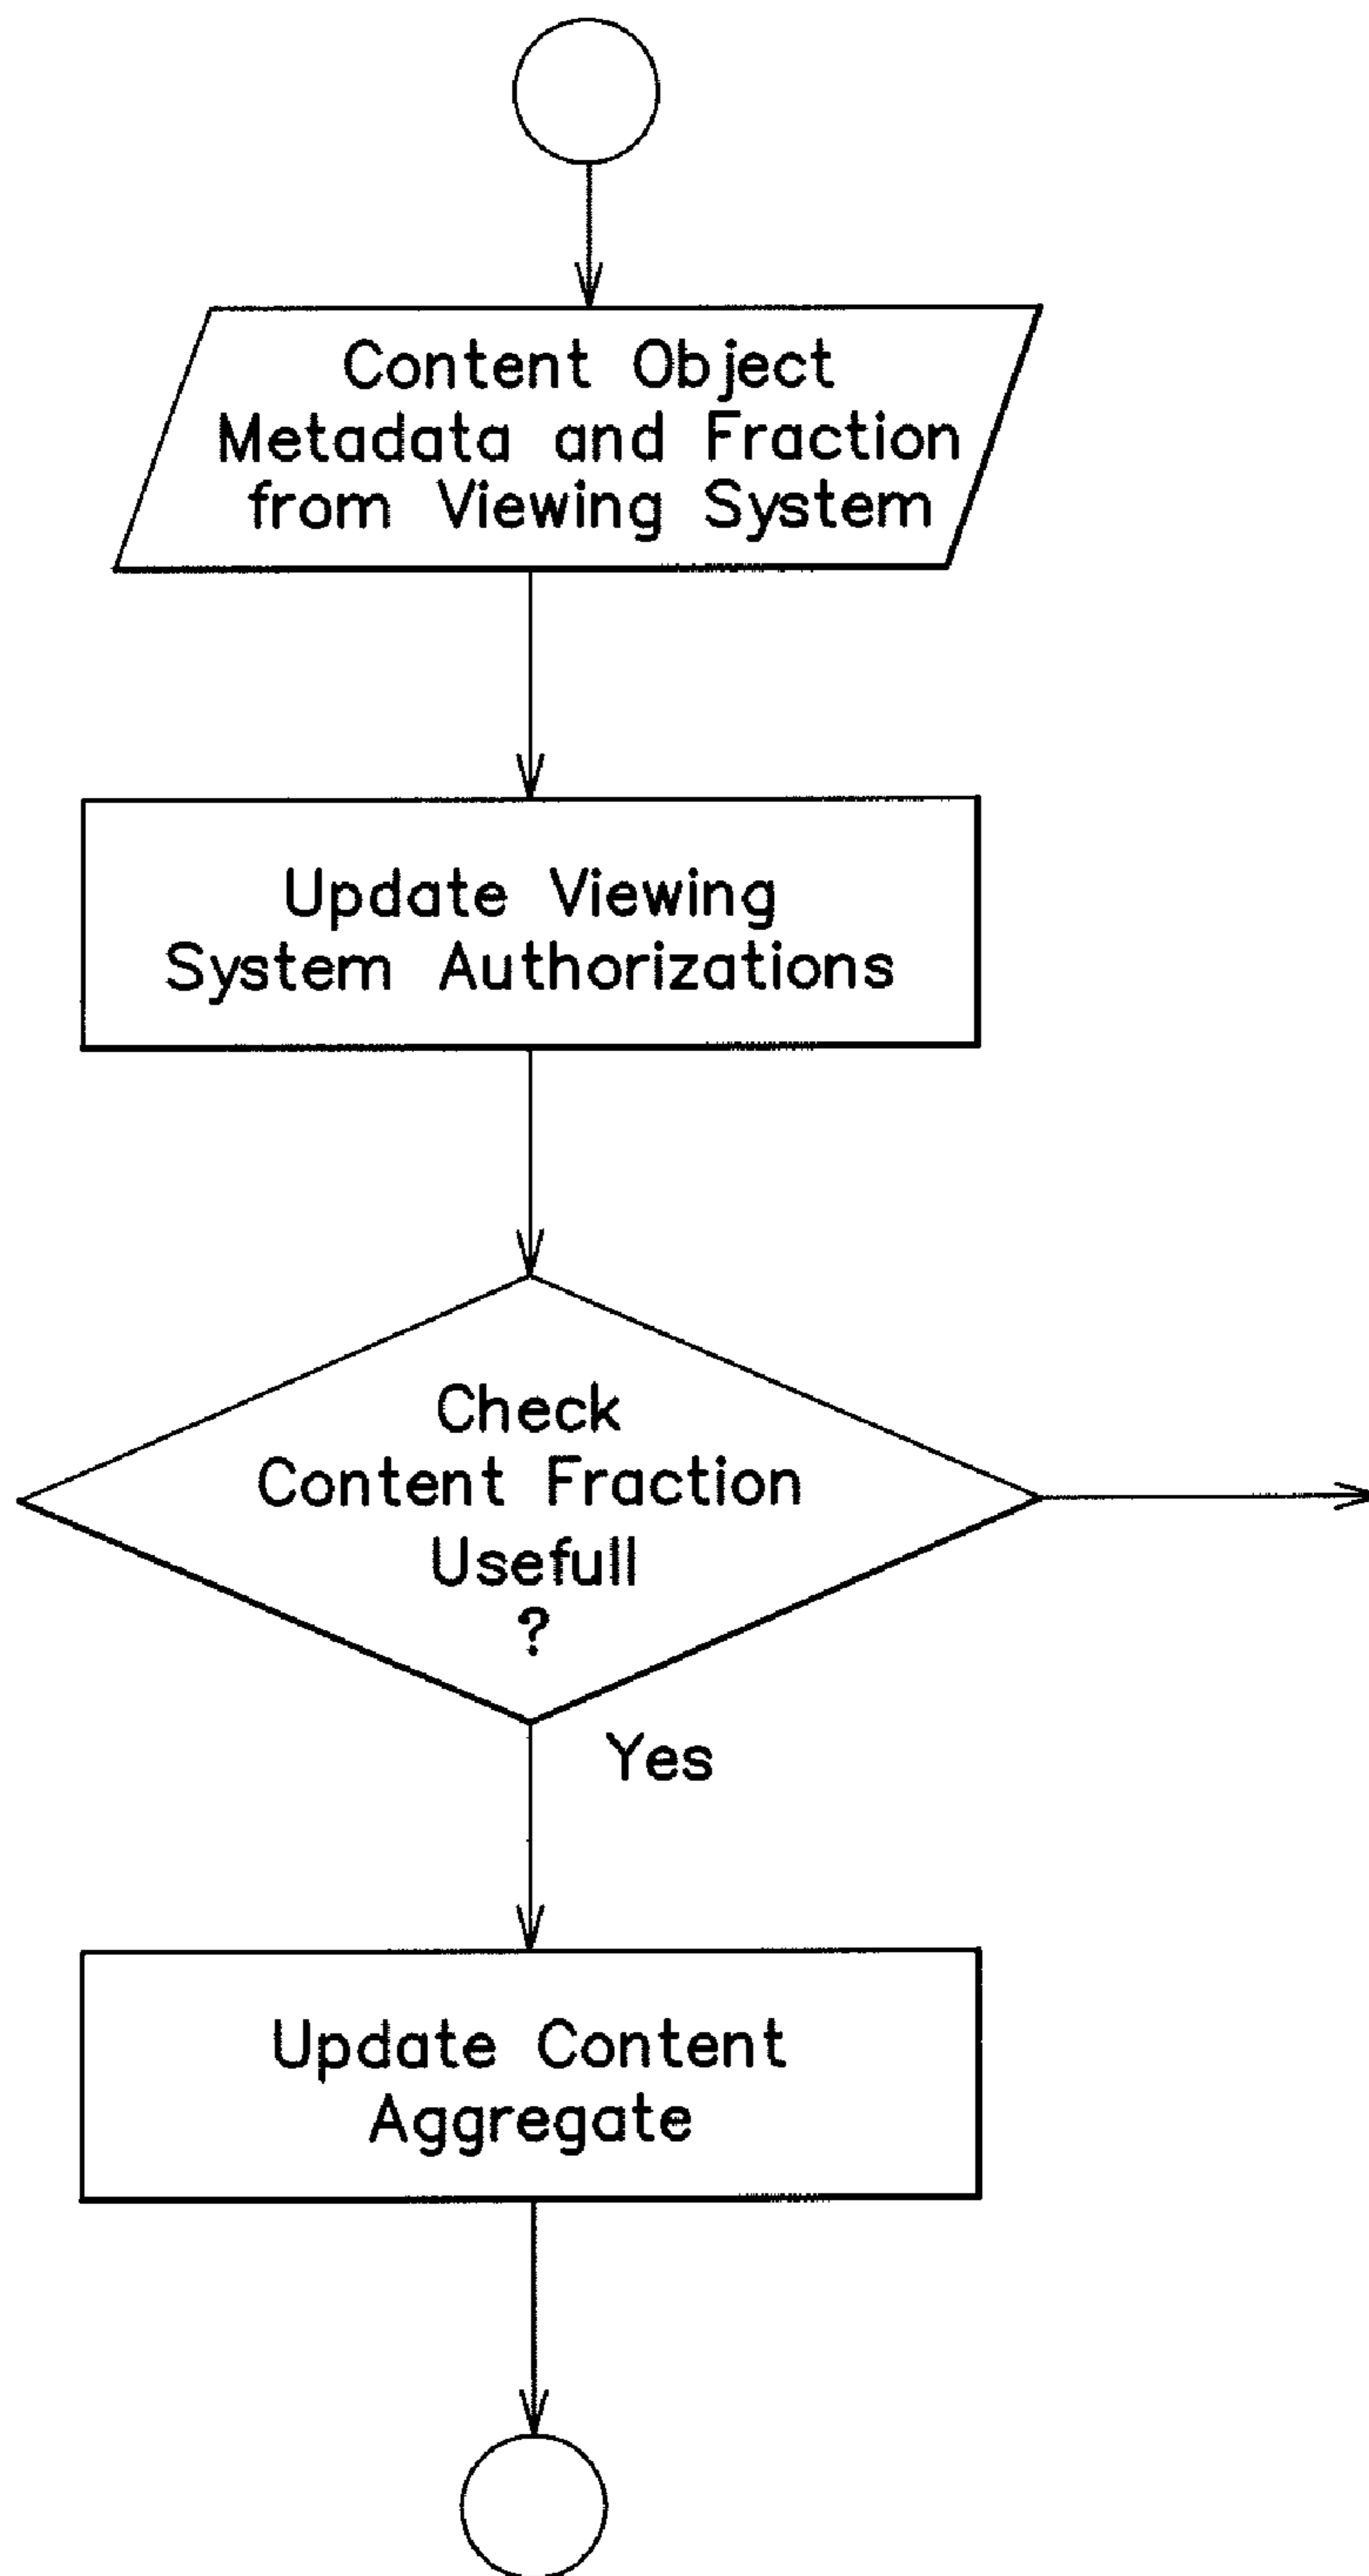 Content Object
Metadata and Fraction
from Viewing System
Update Viewing
System Authorizations
Check
Content Fraction
Usefull
?
Yes
Update Content
Aggregate